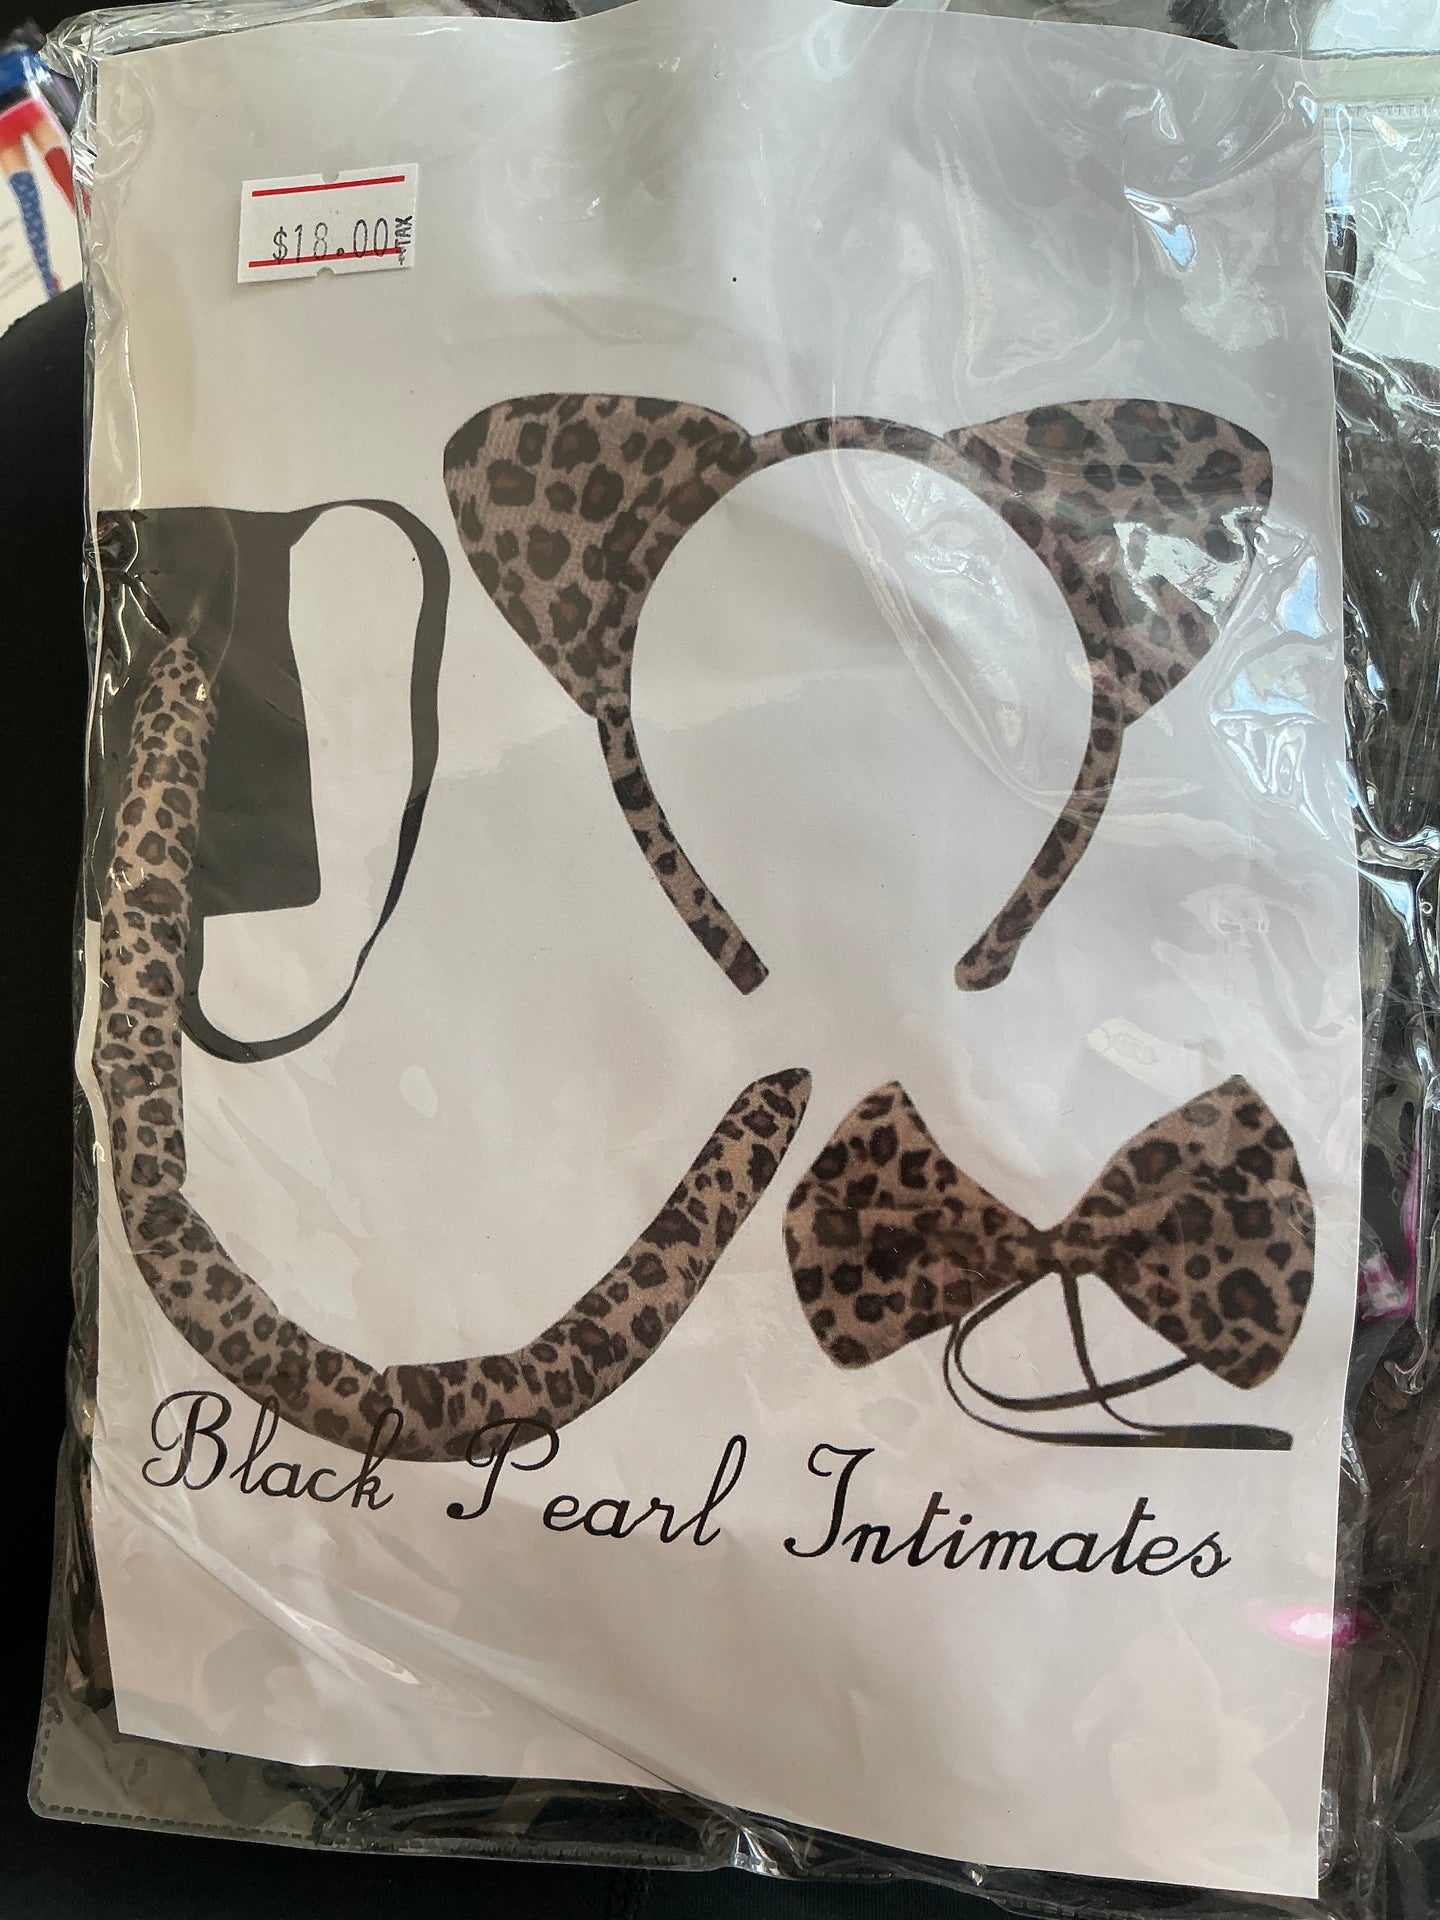 $18.00+TAX
Black Pearl Intimates